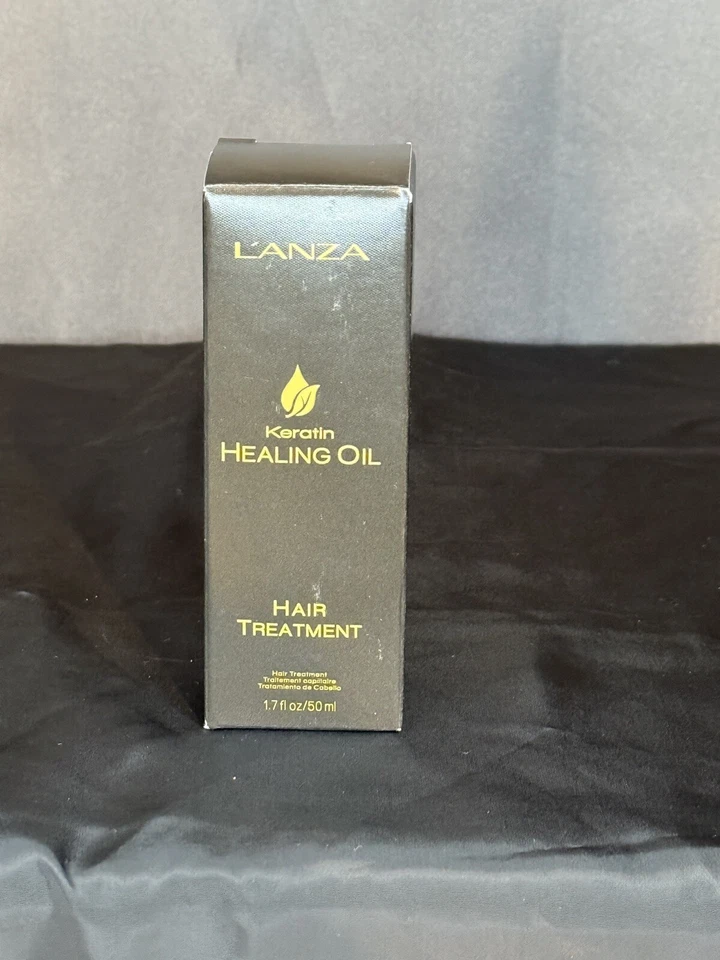 L'ANZA
Keratin
HEALING OIL
HAIR
TREATMENT
Hair Treatment
Traitement capillaire
Tratamiento de Cabello
1.7 fl oz/50 ml